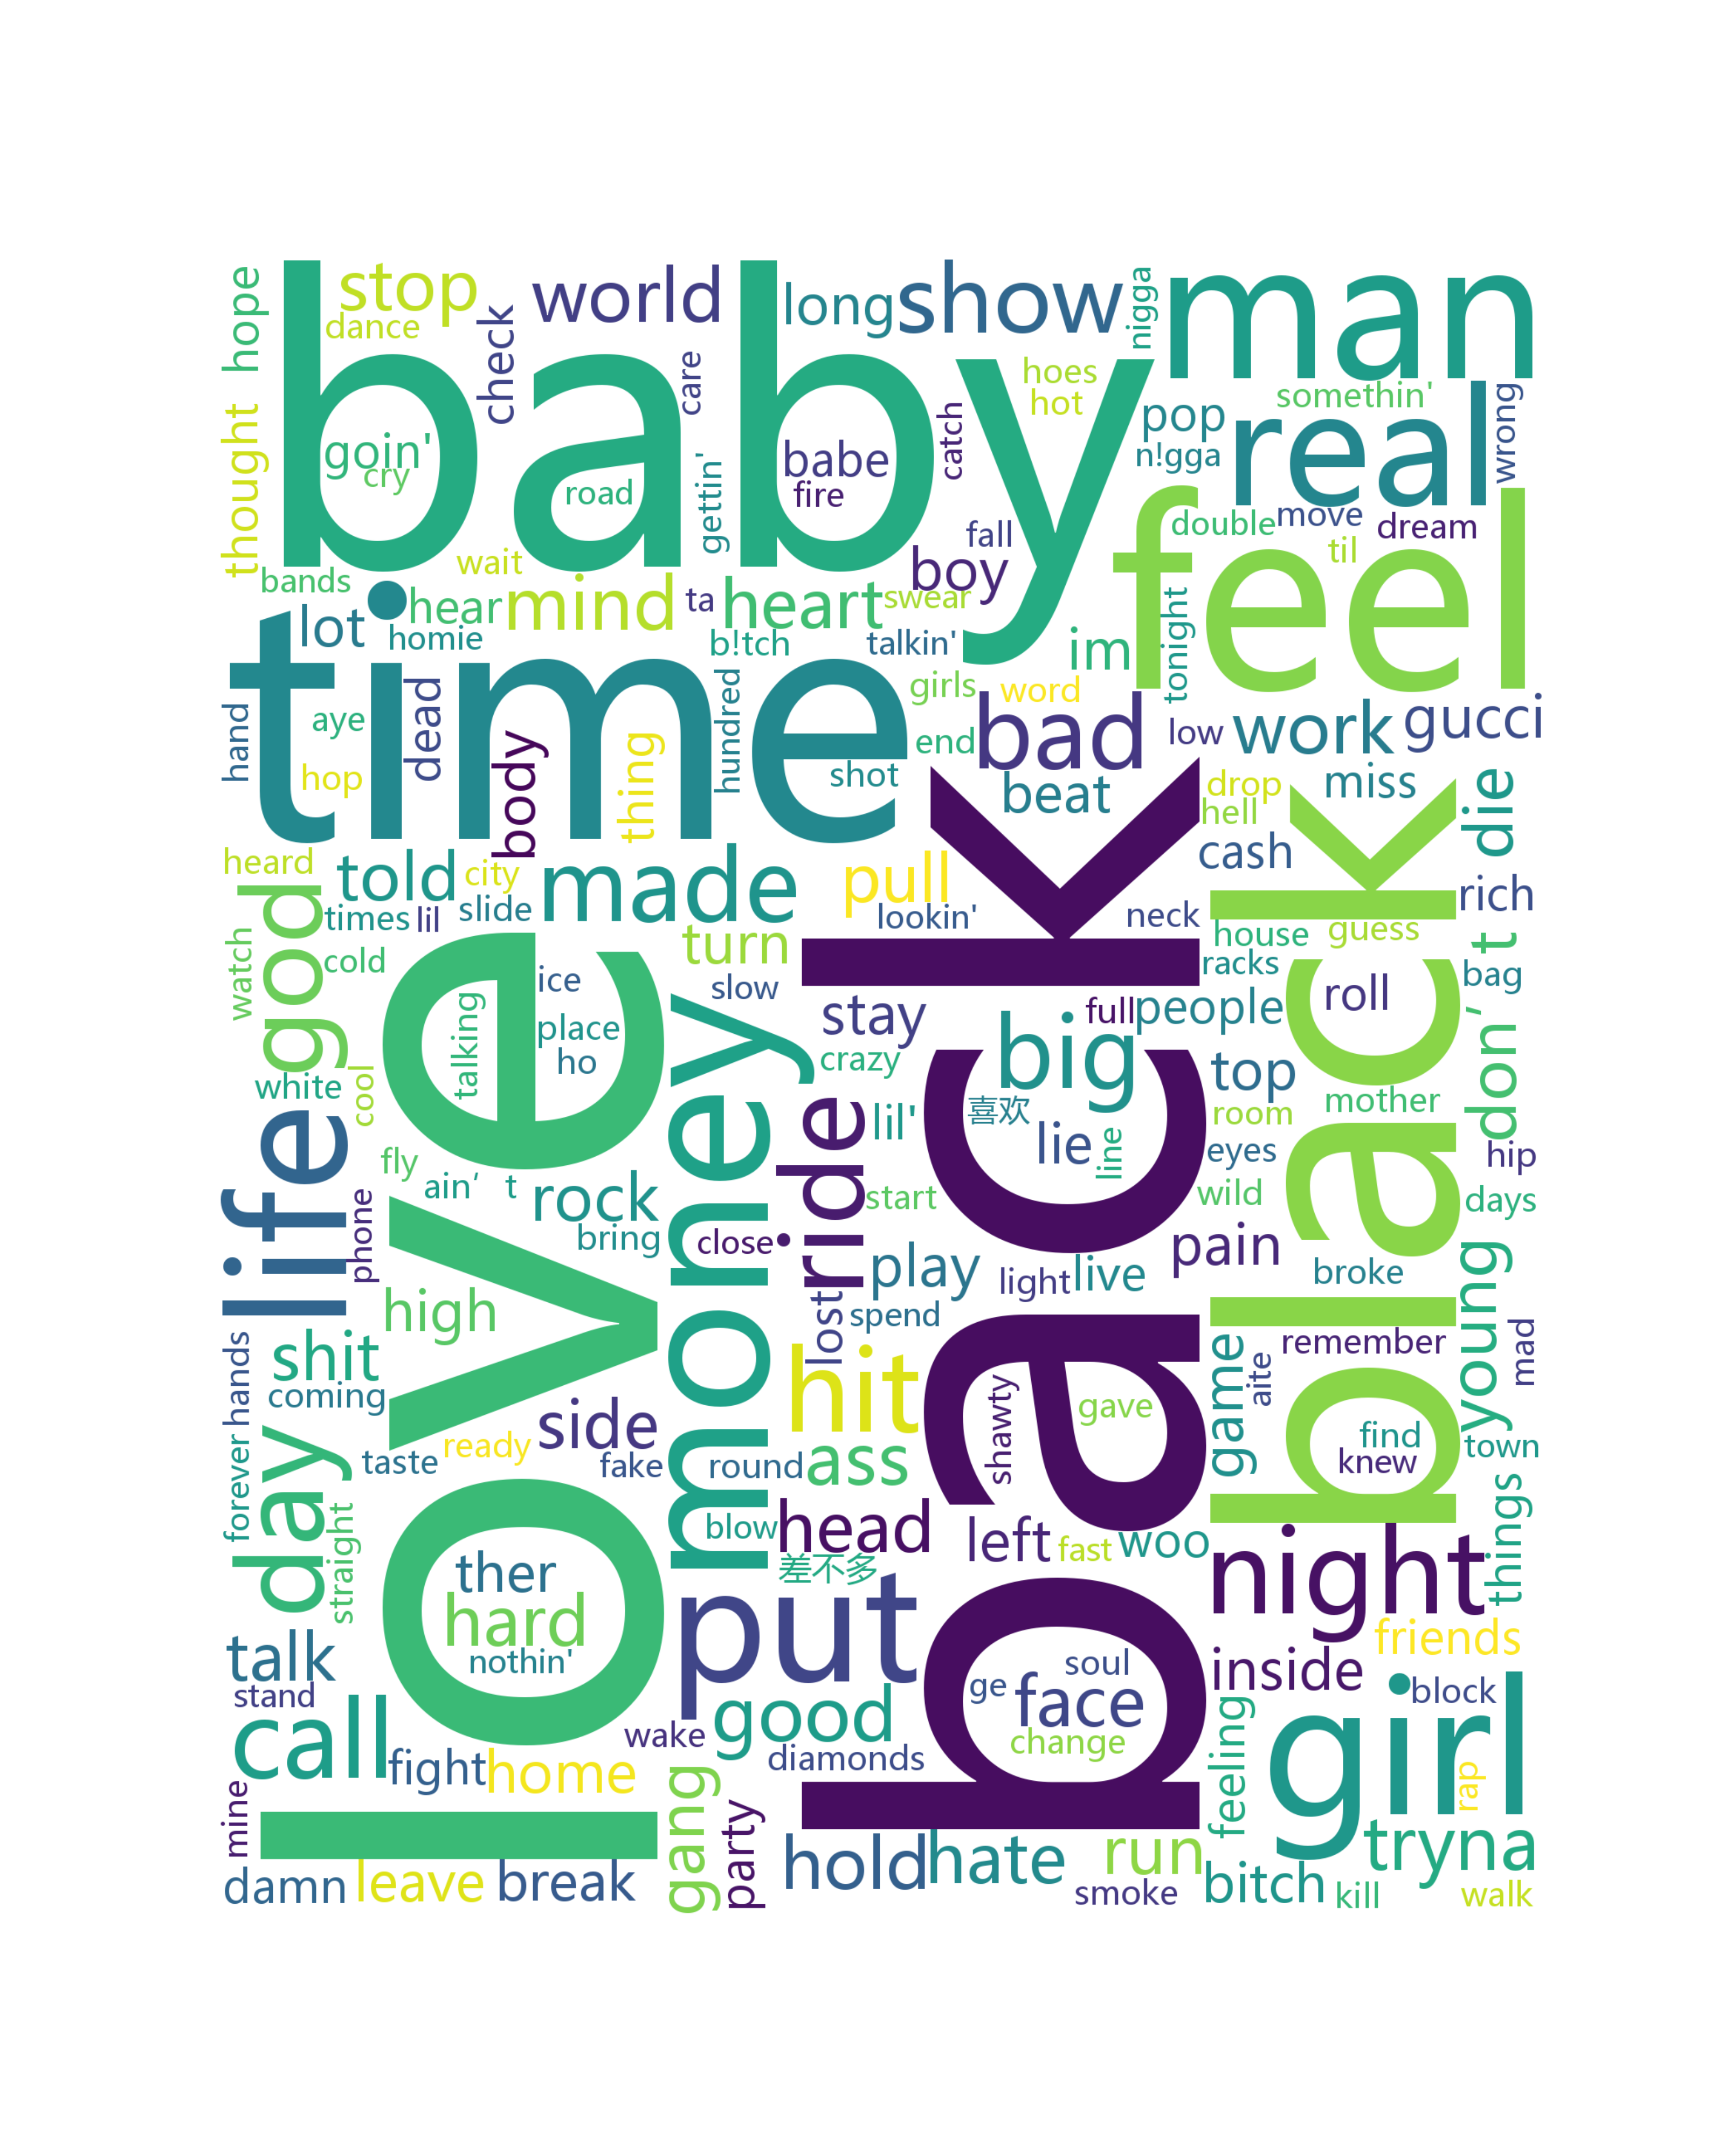 hope
stop
dance
check
world
care
long
show
nigga
man
baby
hoes
hot
somethin'
wrong
thought
goin'
cry
road
gettin'
babe
fire
catch
pop
n!gga
real
double
move
dream
til
fall
boy
wait
bands
lot
hear
homie
mind
ta
heart
swear
b!tch
talkin'
im
tonight
feel
time
hand
aye
hop
dead
body
thing
hundred
shot
girls
word
end
bad
beat
low
work
gucci
drop
hell
miss
die
cash
heard
told
city
times
lil
slide
made
pull
lookin'
neck
rich
god
watch
cold
turn
slow
ice
place
ho
talking
house
guess
racks
roll
bag
don’t
stay
crazy
full
people
big
top
room
mother
white
cool
life
love
money
ride
lil'
喜欢
lie
line
eyes
hip
back
black
fly
ain’ t
rock
bring
phone
close
start
wild
days
pain
broke
high
play
light
live
spend
lost
young
mad
shit
coming
hands
forever
day
straight
taste
ready
side
fake
hit
round
ass
blow
shawty
gave
game
aite
remember
find
knew
town
things
head
差不多
left
fast
woo
night
ther
hard
nothin'
put
talk
stand
call
fight
home
wake
good
diamonds
soul
ge
face
change
inside
friends
block
feeling
girl
rap
mine
damn
leave
break
gang
party
hold
hate
run
smoke
bitch
kill
tryna
walk